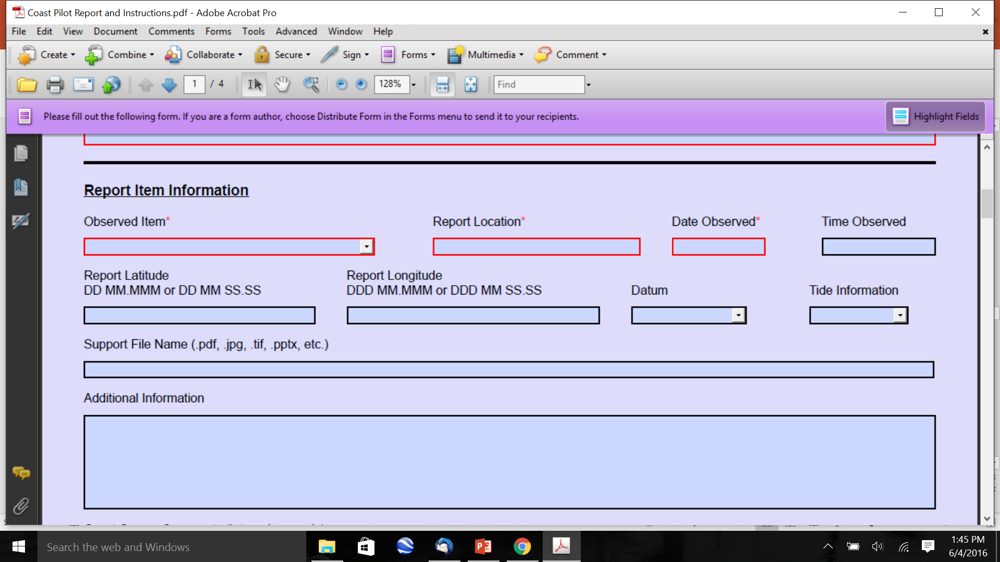 Coast Pilot Report and Instructions.pdf - Adobe Acrobat Pro
File Edit View Document Comments Forms Tools Advanced Window Help
Create Combine Collaborate Secure Sign Forms Multimedia Comment
1 / 4 128% Find
Please fill out the following form. If you are a form author, choose Distribute Form in the Forms menu to send it to your recipients.
Highlight Fields
Report Item Information
Observed Item* Report Location* Date Observed* Time Observed
Report Latitude Report Longitude
DD MM.MMM or DD MM SS.SS DDD MM.MMM or DDD MM SS.SS Datum Tide Information
Support File Name (.pdf, .jpg, .tif, .pptx, etc.)
Additional Information
Search the web and Windows
1:45 PM
6/4/2016